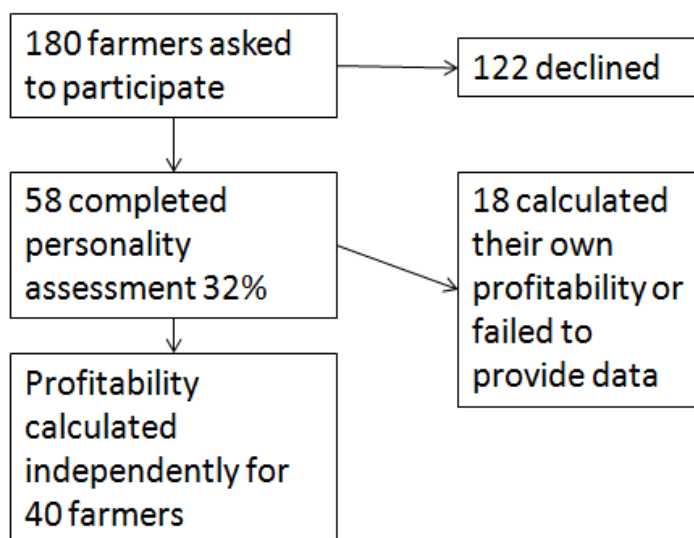 180 farmers asked
to participate
122 declined
58 completed
personality
assessment 32%
18 calculated
their own
profitability or
failed to
provide data
Profitability
calculated
independently for
40 farmers